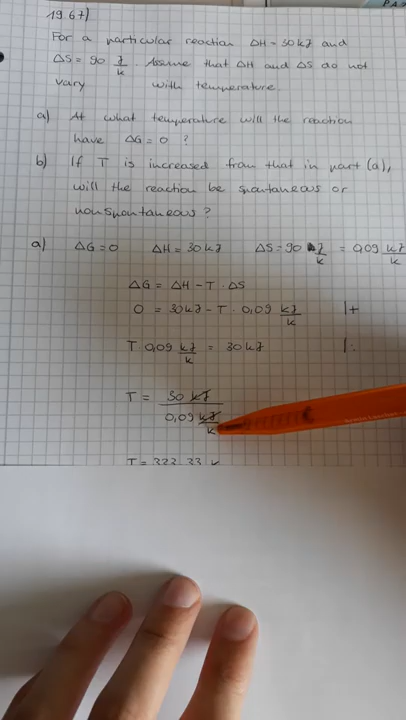 19.67)
For a particular reaction ΔH = 30 kJ and
ΔS = 90 J/K. Assume that ΔH and ΔS do not
vary with temperature.
a) At what temperature will the reaction
have ΔG = 0 ?
b) If T is increased from that in part (a),
will the reaction be spontaneous or
nonspontaneous ?
a) ΔG = 0 ΔH = 30 kJ ΔS = 90 J/K = 0,09 kJ/K
ΔG = ΔH - T · ΔS
0 = 30 kJ - T · 0,09 kJ/K |+
T 0,09 kJ/K = 30 kJ |:
T = 30 kJ / 0,09 kJ/K